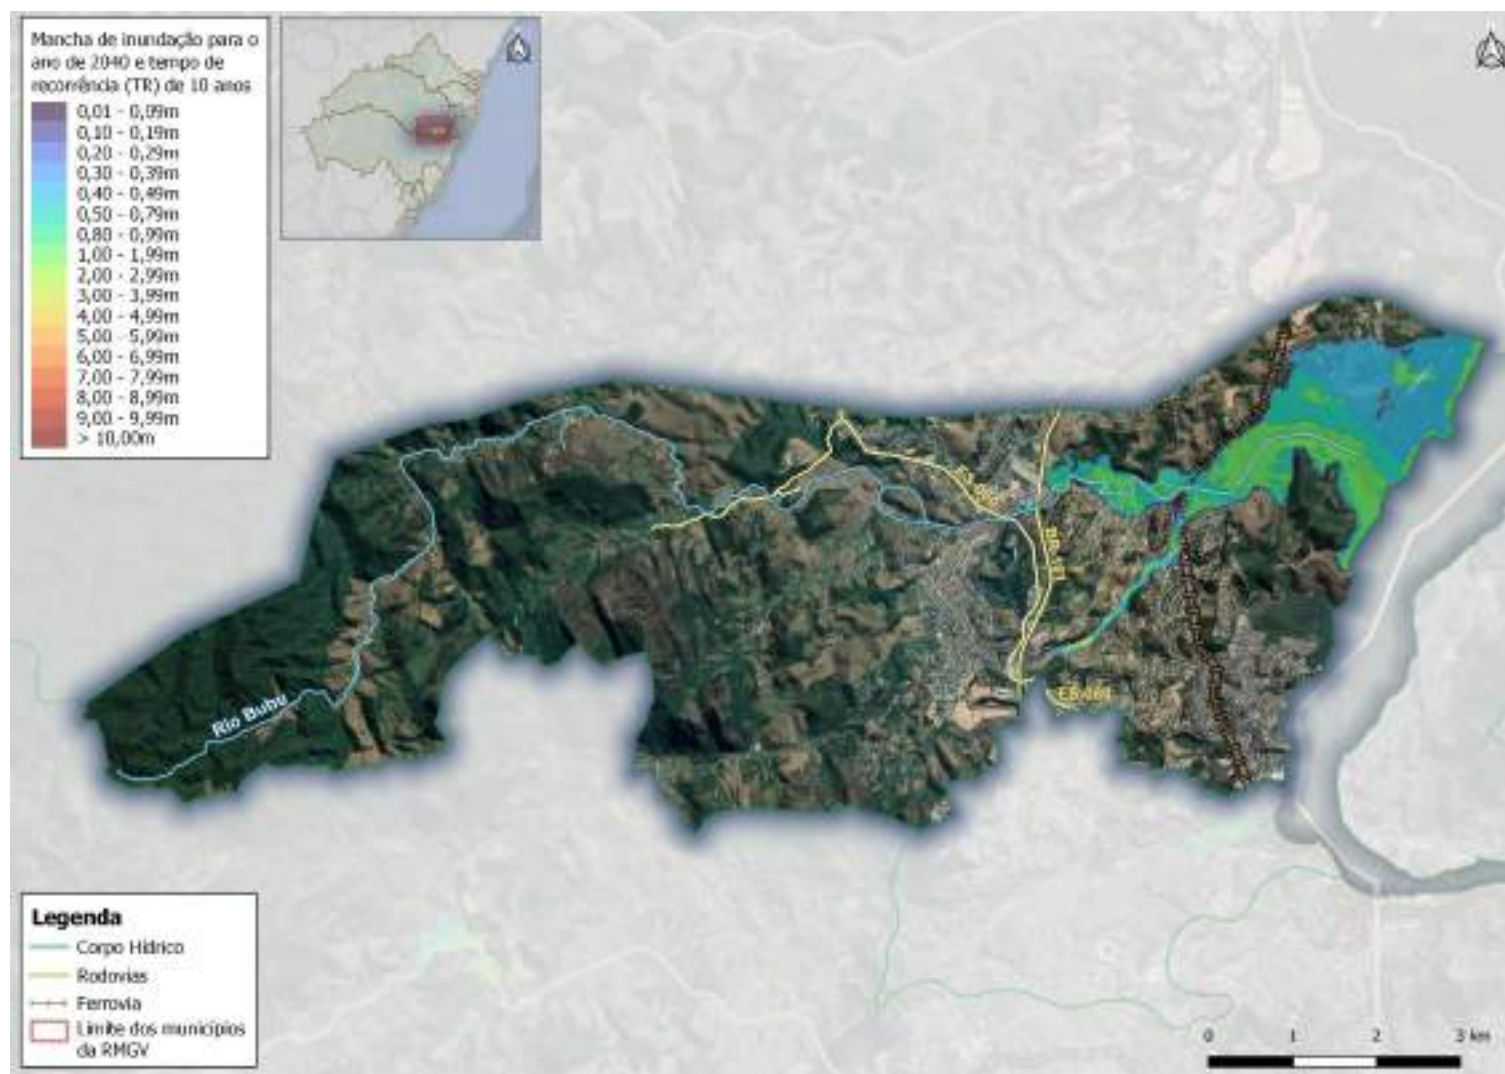 Mancha de inundação para o
ano de 2040 e tempo de
recorrência (TR) de 10 anos
0,01 - 0,09m
0,10 - 0,19m
0,20 - 0,29m
0,30 - 0,39m
0,40 - 0,49m
0,50 - 0,79m
0,80 - 0,99m
1,00 - 1,99m
2,00 - 2,99m
3,00 - 3,99m
4,00 - 4,99m
5,00 - 5,99m
6,00 - 6,99m
7,00 - 7,99m
8,00 - 8,99m
9,00 - 9,99m
> 10,00m
Rio Bubu
Legenda
Corpo Hídrico
Rodovias
Ferrovia
Limite dos municípios
da RMGV
0 1 2 3 km